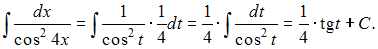 ∫ dx / cos² 4x = ∫ 1 / cos² t · 1/4 dt = 1/4 · ∫ dt / cos² t = 1/4 · tgt + C.